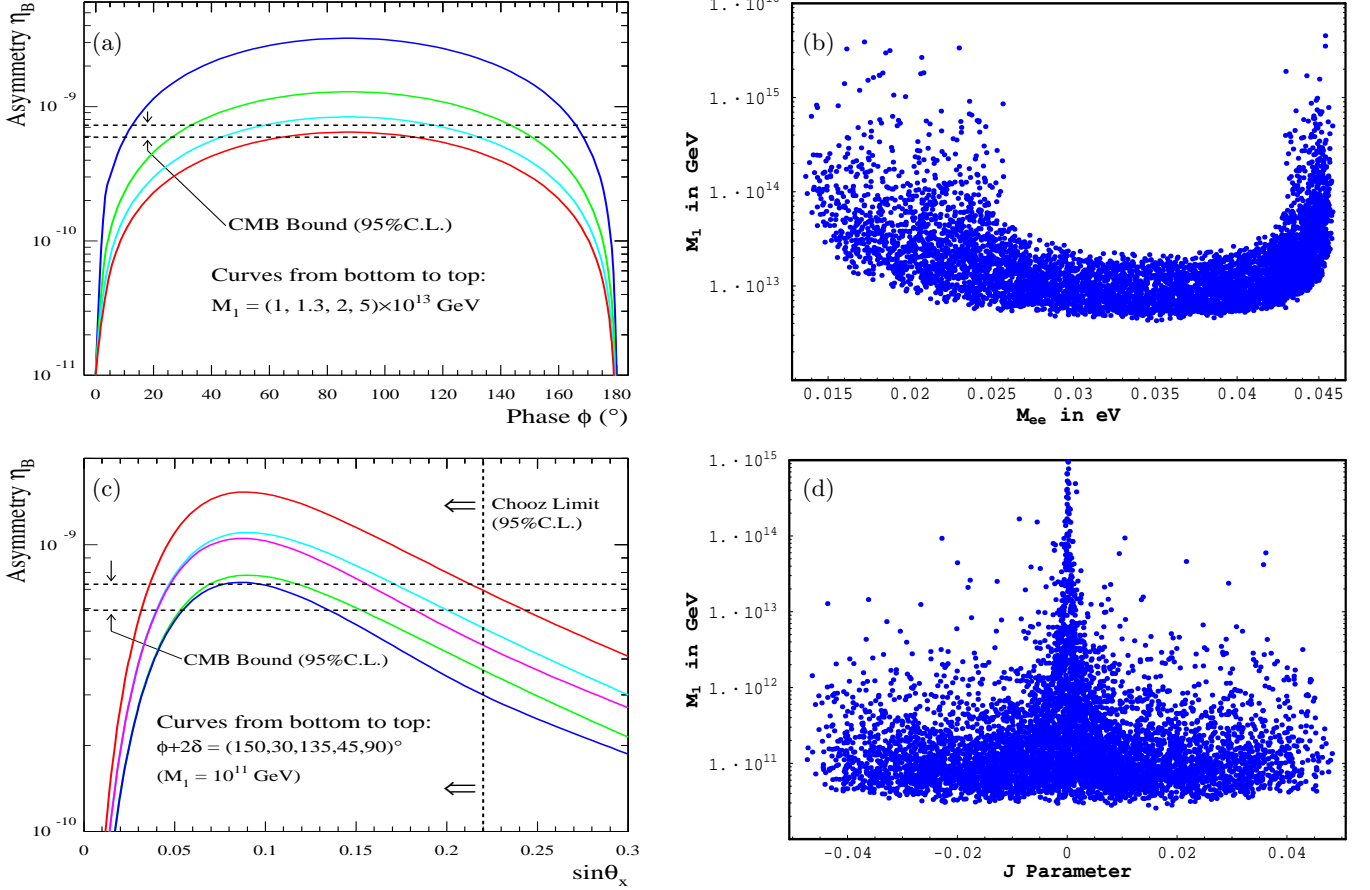 Asymmetry η_B
10 -9
10 -10
10 -11
(a)
CMB Bound (95%C.L.)
Curves from bottom to top:
M_1 = (1, 1.3, 2, 5)×10^13 GeV
0 20 40 60 80 100 120 140 160 180
Phase ϕ (°)
M_1 in GeV
1.·10^15
1.·10^14
1.·10^13
(b)
0.015 0.02 0.025 0.03 0.035 0.04 0.045
M_ee in eV
Asymmetry η_B
10 -9
10 -10
(c)
Chooz Limit
(95%C.L.)
CMB Bound (95%C.L.)
Curves from bottom to top:
ϕ+2δ = (150,30,135,45,90)°
(M_1 = 10^11 GeV)
0 0.05 0.1 0.15 0.2 0.25 0.3
sinθ_x
M_1 in GeV
1.·10^15
1.·10^14
1.·10^13
1.·10^12
1.·10^11
(d)
-0.04 -0.02 0 0.02 0.04
J Parameter